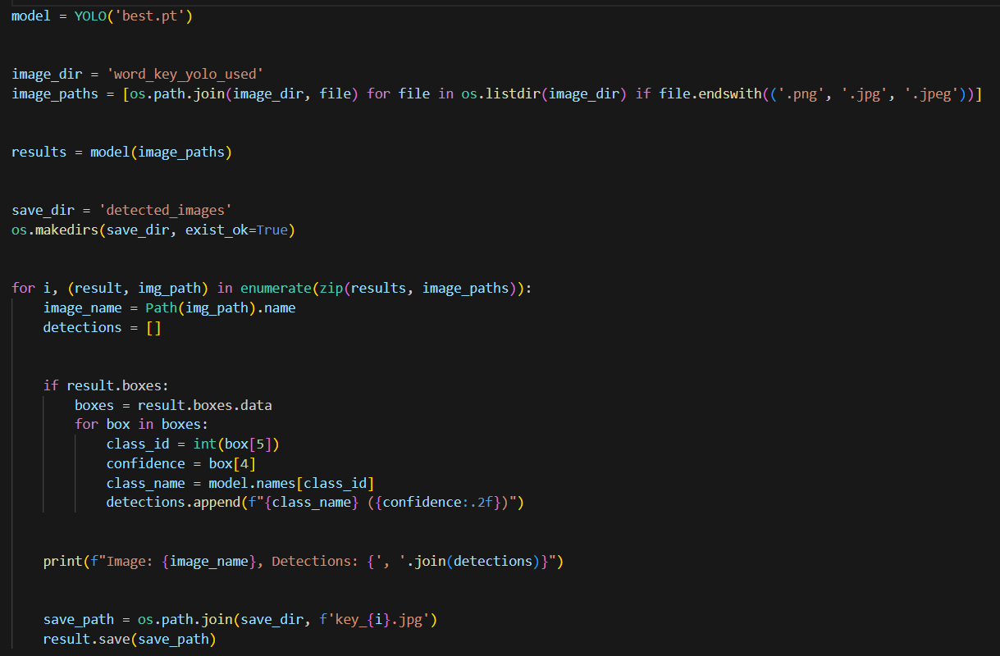 model = YOLO('best.pt')
image_dir = 'word_key_yolo_used'
image_paths = [os.path.join(image_dir, file) for file in os.listdir(image_dir) if file.endswith(('.png', '.jpg', '.jpeg'))]
results = model(image_paths)
save_dir = 'detected_images'
os.makedirs(save_dir, exist_ok=True)
for i, (result, img_path) in enumerate(zip(results, image_paths)):
    image_name = Path(img_path).name
    detections = []
    if result.boxes:
        boxes = result.boxes.data
        for box in boxes:
            class_id = int(box[5])
            confidence = box[4]
            class_name = model.names[class_id]
            detections.append(f"{class_name} ({confidence:.2f})")
    print(f"Image: {image_name}, Detections: {', '.join(detections)}")
    save_path = os.path.join(save_dir, f'key_{i}.jpg')
    result.save(save_path)